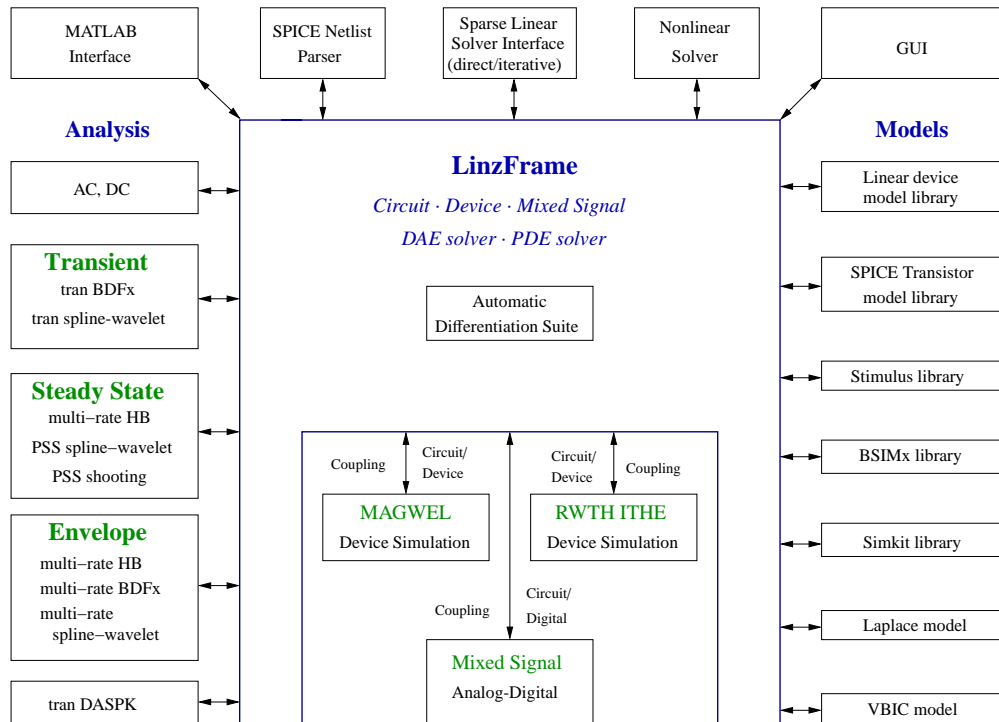 MATLAB
Interface
SPICE Netlist
Parser
Sparse Linear
Solver Interface
(direct/iterative)
Nonlinear
Solver
GUI
Analysis
AC, DC
Transient
tran BDFx
tran spline-wavelet
Steady State
multi−rate HB
PSS spline−wavelet
PSS shooting
Envelope
multi−rate HB
multi−rate BDFx
multi−rate
spline−wavelet
tran DASPK
LinzFrame
Circuit · Device · Mixed Signal
DAE solver · PDE solver
Automatic
Differentiation Suite
Coupling
Circuit/
Device
Circuit/
Device
Coupling
MAGWEL
Device Simulation
RWTH ITHE
Device Simulation
Coupling
Circuit/
Digital
Mixed Signal
Analog-Digital
Models
Linear device
model library
SPICE Transistor
model library
Stimulus library
BSIMx library
Simkit library
Laplace model
VBIC model